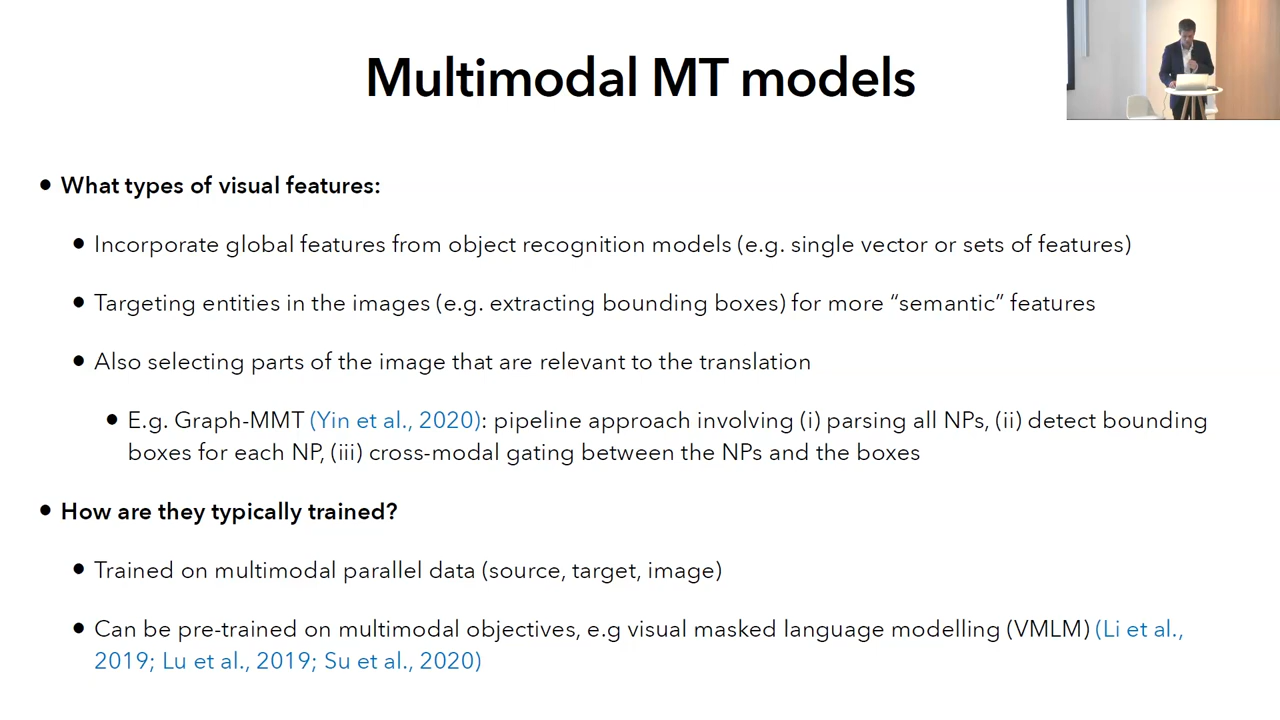 Multimodal MT models
• What types of visual features:
• Incorporate global features from object recognition models (e.g. single vector or sets of features)
• Targeting entities in the images (e.g. extracting bounding boxes) for more “semantic” features
• Also selecting parts of the image that are relevant to the translation
• E.g. Graph-MMT (Yin et al., 2020): pipeline approach involving (i) parsing all NPs, (ii) detect bounding
boxes for each NP, (iii) cross-modal gating between the NPs and the boxes
• How are they typically trained?
• Trained on multimodal parallel data (source, target, image)
• Can be pre-trained on multimodal objectives, e.g visual masked language modelling (VMLM) (Li et al.,
2019; Lu et al., 2019; Su et al., 2020)